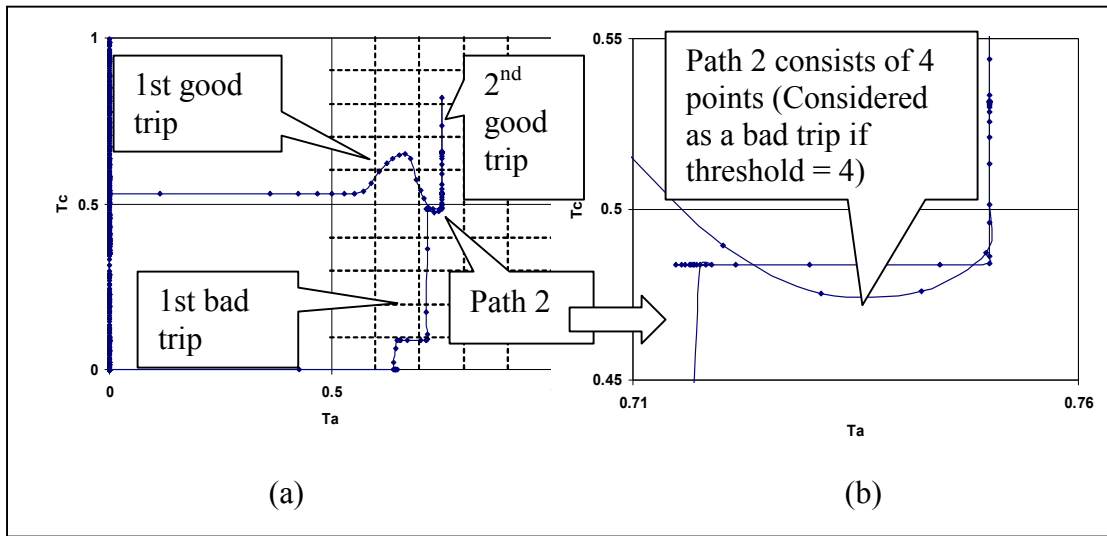 1
1st good
trip
2nd
good
trip
Tc
0.5
1st bad
trip
Path 2
0
0
0.5
Ta
(a)
0.55
Path 2 consists of 4
points (Considered
as a bad trip if
threshold = 4)
Tc
0.5
0.45
0.71
0.76
Ta
(b)